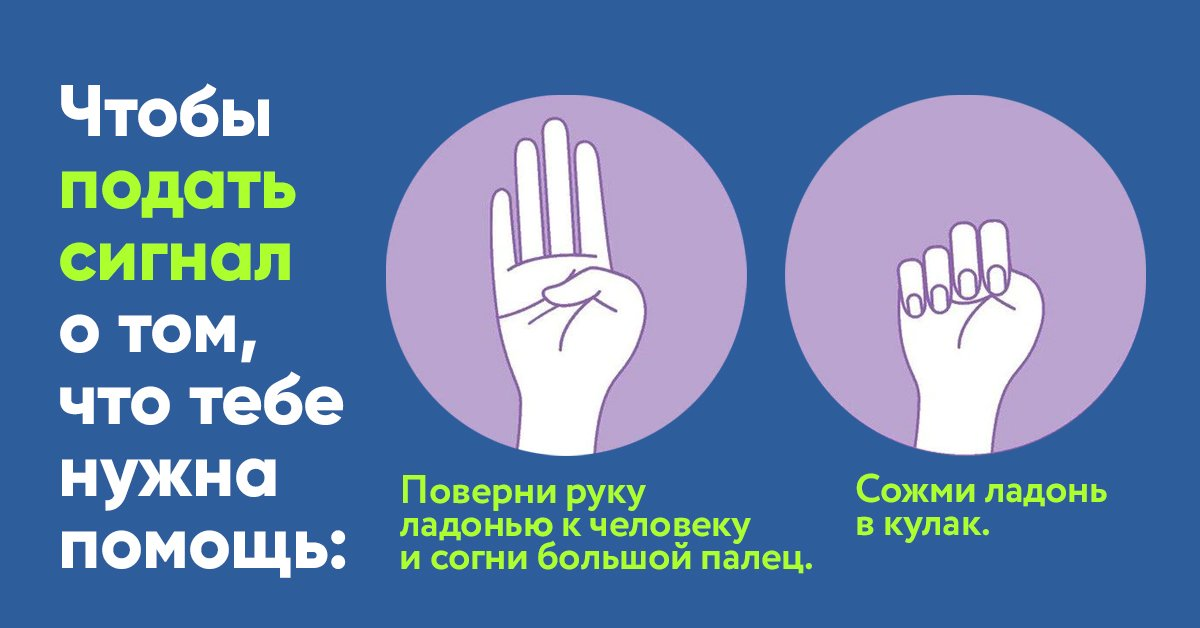 Чтобы
подать
сигнал
о том,
что тебе
нужна
помощь:
Поверни руку
ладонью к человеку
и согни большой палец.
Сожми ладонь
в кулак.